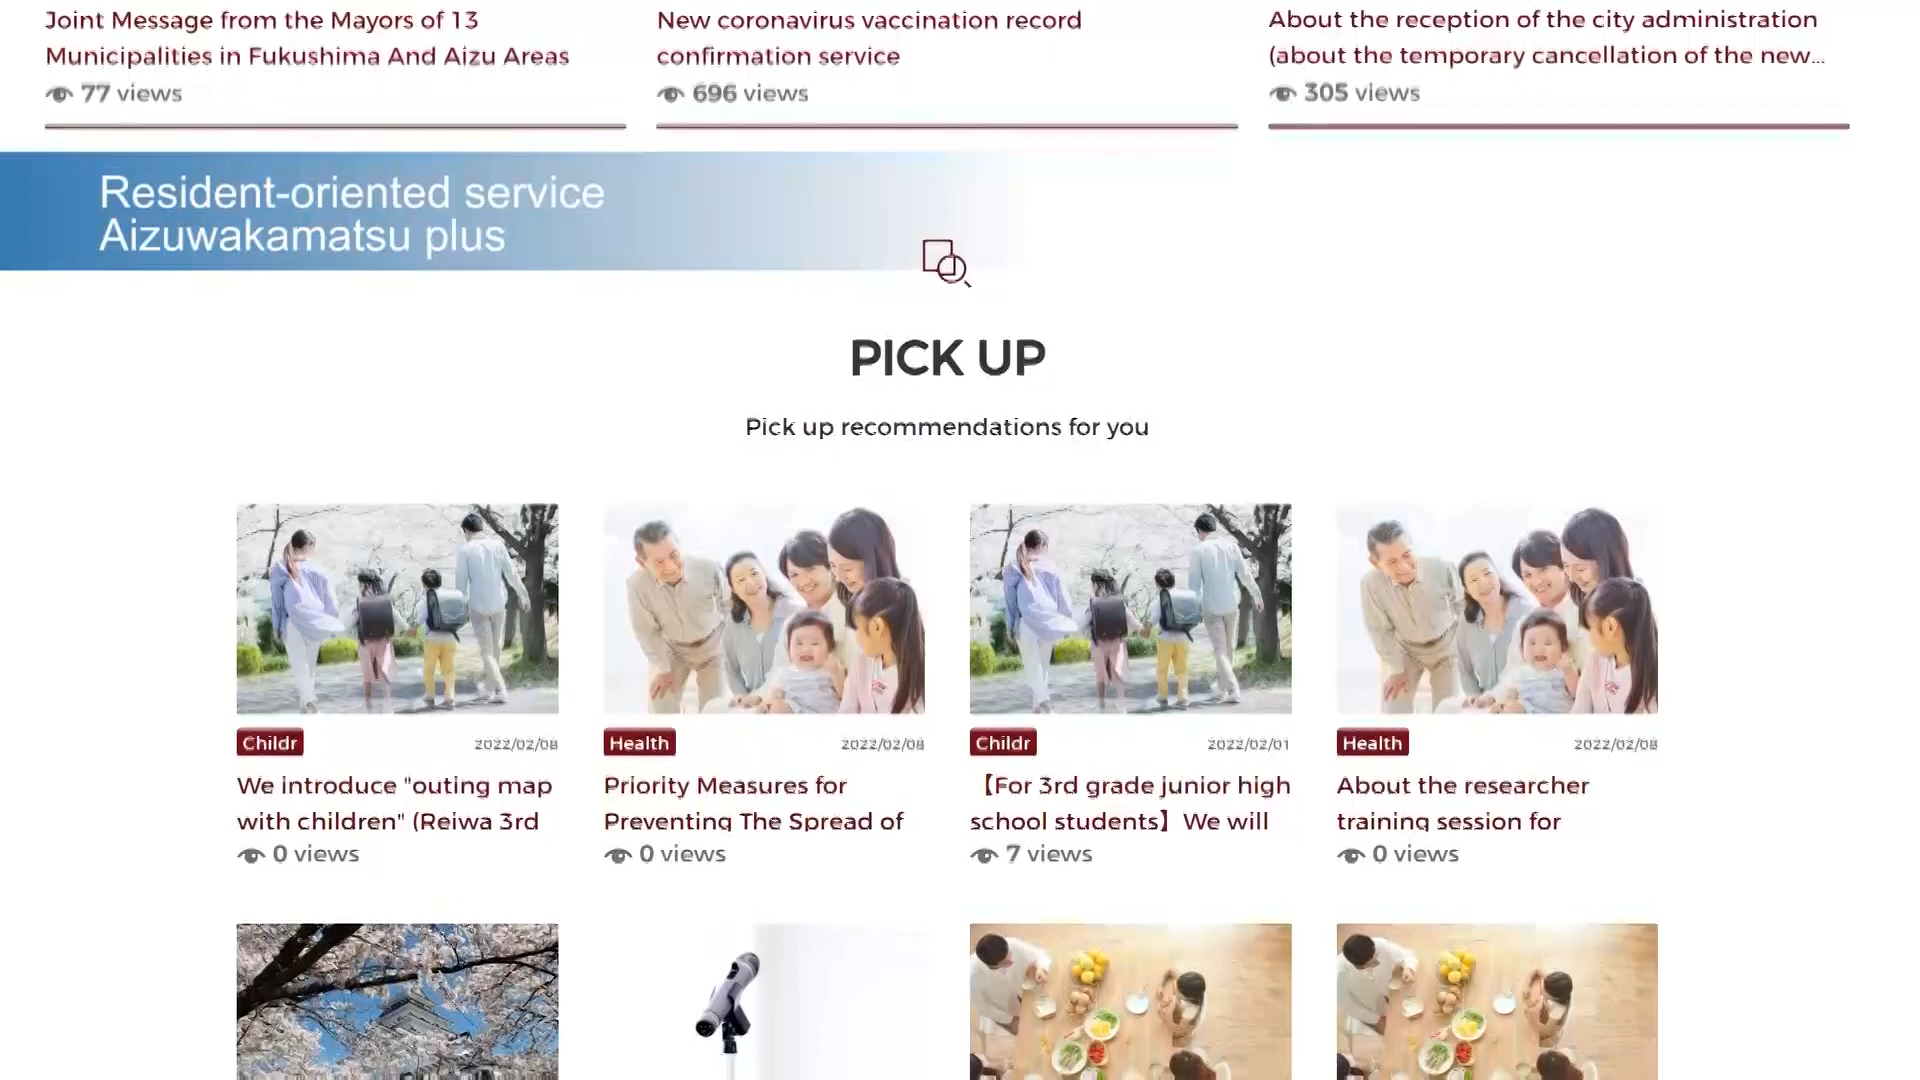 Joint Message from the Mayors of 13
Municipalities in Fukushima And Aizu Areas
77 views
New coronavirus vaccination record
confirmation service
696 views
About the reception of the city administration
(about the temporary cancellation of the new...
305 views
Resident-oriented service
Aizuwakamatsu plus
PICK UP
Pick up recommendations for you
Childr 2022/02/08
We introduce "outing map
with children" (Reiwa 3rd
0 views
Health 2022/02/08
Priority Measures for
Preventing The Spread of
0 views
Childr 2022/02/01
【For 3rd grade junior high
school students】We will
7 views
Health 2022/02/08
About the researcher
training session for
0 views